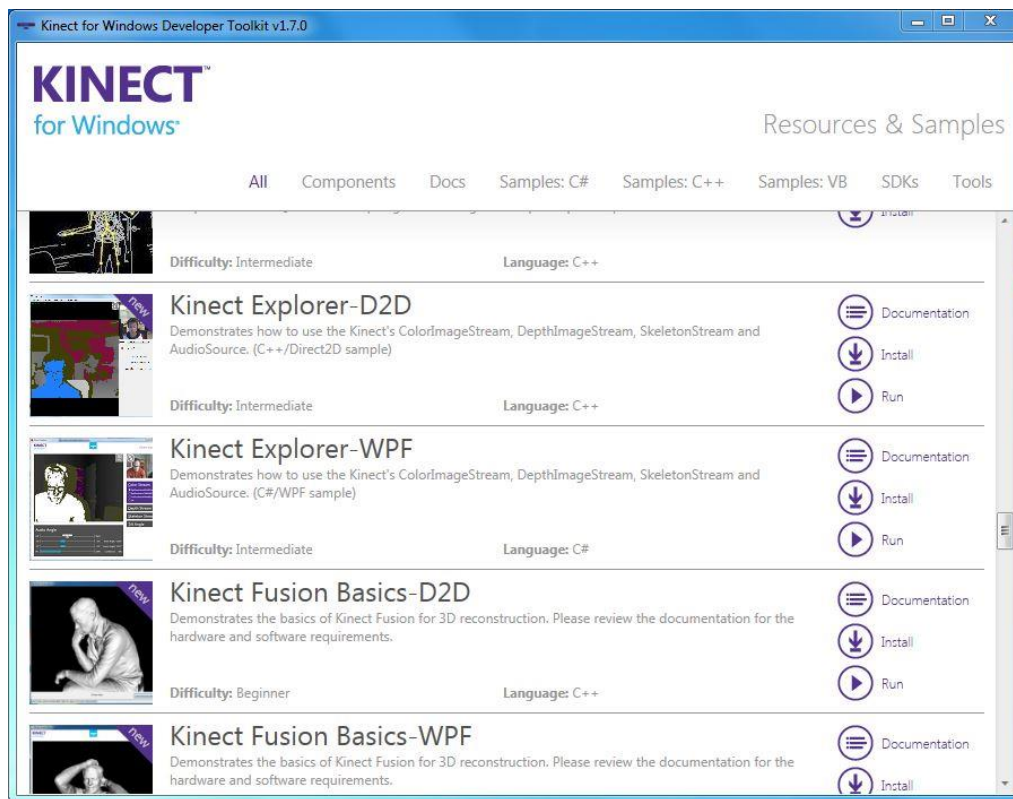 Kinect for Windows Developer Toolkit v1.7.0
KINECT™
for Windows®
Resources & Samples
All Components Docs Samples: C# Samples: C++ Samples: VB SDKs Tools
Install
Difficulty: Intermediate Language: C++
new
Kinect Explorer-D2D
Demonstrates how to use the Kinect's ColorImageStream, DepthImageStream, SkeletonStream and
AudioSource. (C++/Direct2D sample)
Difficulty: Intermediate Language: C++
Documentation
Install
Run
KINECT
Kinect Explorer-WPF
Demonstrates how to use the Kinect's ColorImageStream, DepthImageStream, SkeletonStream and
AudioSource. (C#/WPF sample)
Difficulty: Intermediate Language: C#
Documentation
Install
Run
new
Kinect Fusion Basics-D2D
Demonstrates the basics of Kinect Fusion for 3D reconstruction. Please review the documentation for the
hardware and software requirements.
Difficulty: Beginner Language: C++
Documentation
Install
Run
new
Kinect Fusion Basics-WPF
Demonstrates the basics of Kinect Fusion for 3D reconstruction. Please review the documentation for the
hardware and software requirements.
Documentation
Install